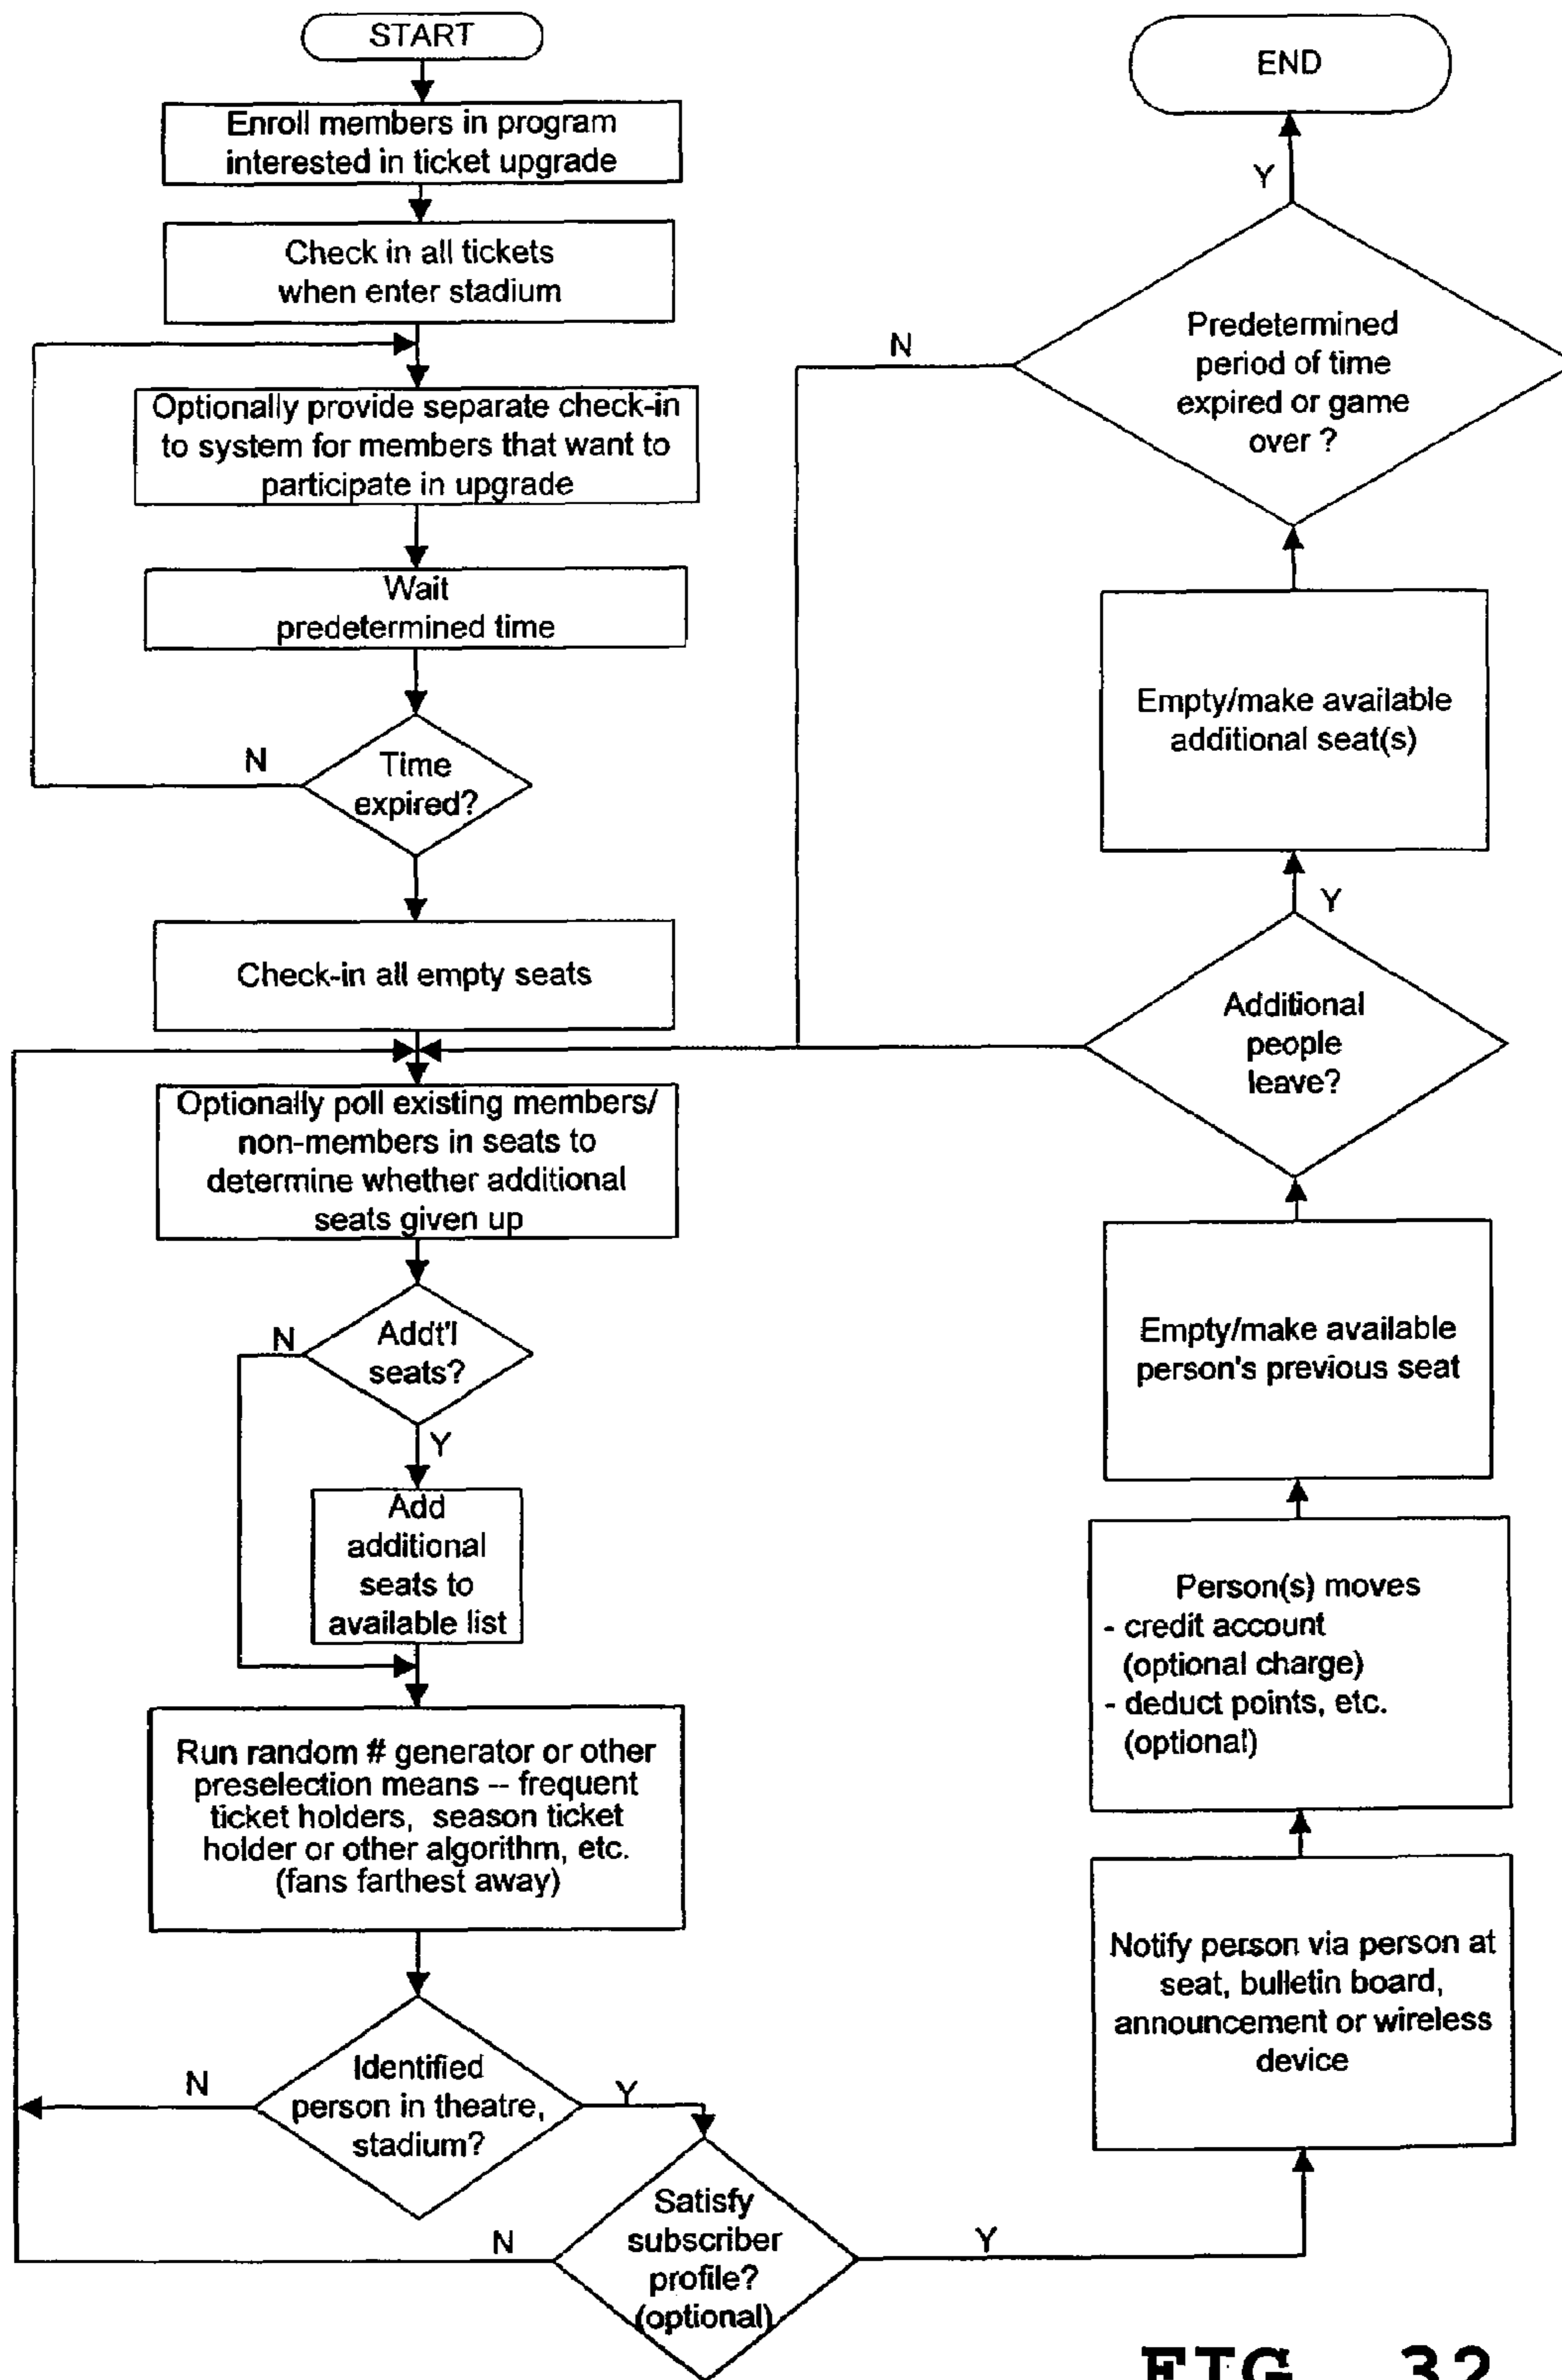 START
Enroll members in program
interested in ticket upgrade
Check in all tickets
when enter stadium
Optionally provide separate check-in
to system for members that want to
participate in upgrade
Wait
predetermined time
N
Time
expired?
Check-in all empty seats
Optionally poll existing members/
non-members in seats to
determine whether additional
seats given up
N
Addt'l
seats?
Y
Add
additional
seats to
available list
Run random # generator or other
preselection means -- frequent
ticket holders, season ticket
holder or other algorithm, etc.
(fans farthest away)
N
Identified
person in theatre,
stadium?
Y
N
Satisfy
subscriber
profile?
(optional)
Y
Notify person via person at
seat, bulletin board,
announcement or wireless
device
Person(s) moves
- credit account
(optional charge)
- deduct points, etc.
(optional)
Empty/make available
person's previous seat
Additional
people
leave?
Y
Empty/make available
additional seat(s)
Predetermined
period of time
expired or game
over ?
N
Y
END
FIG. 32